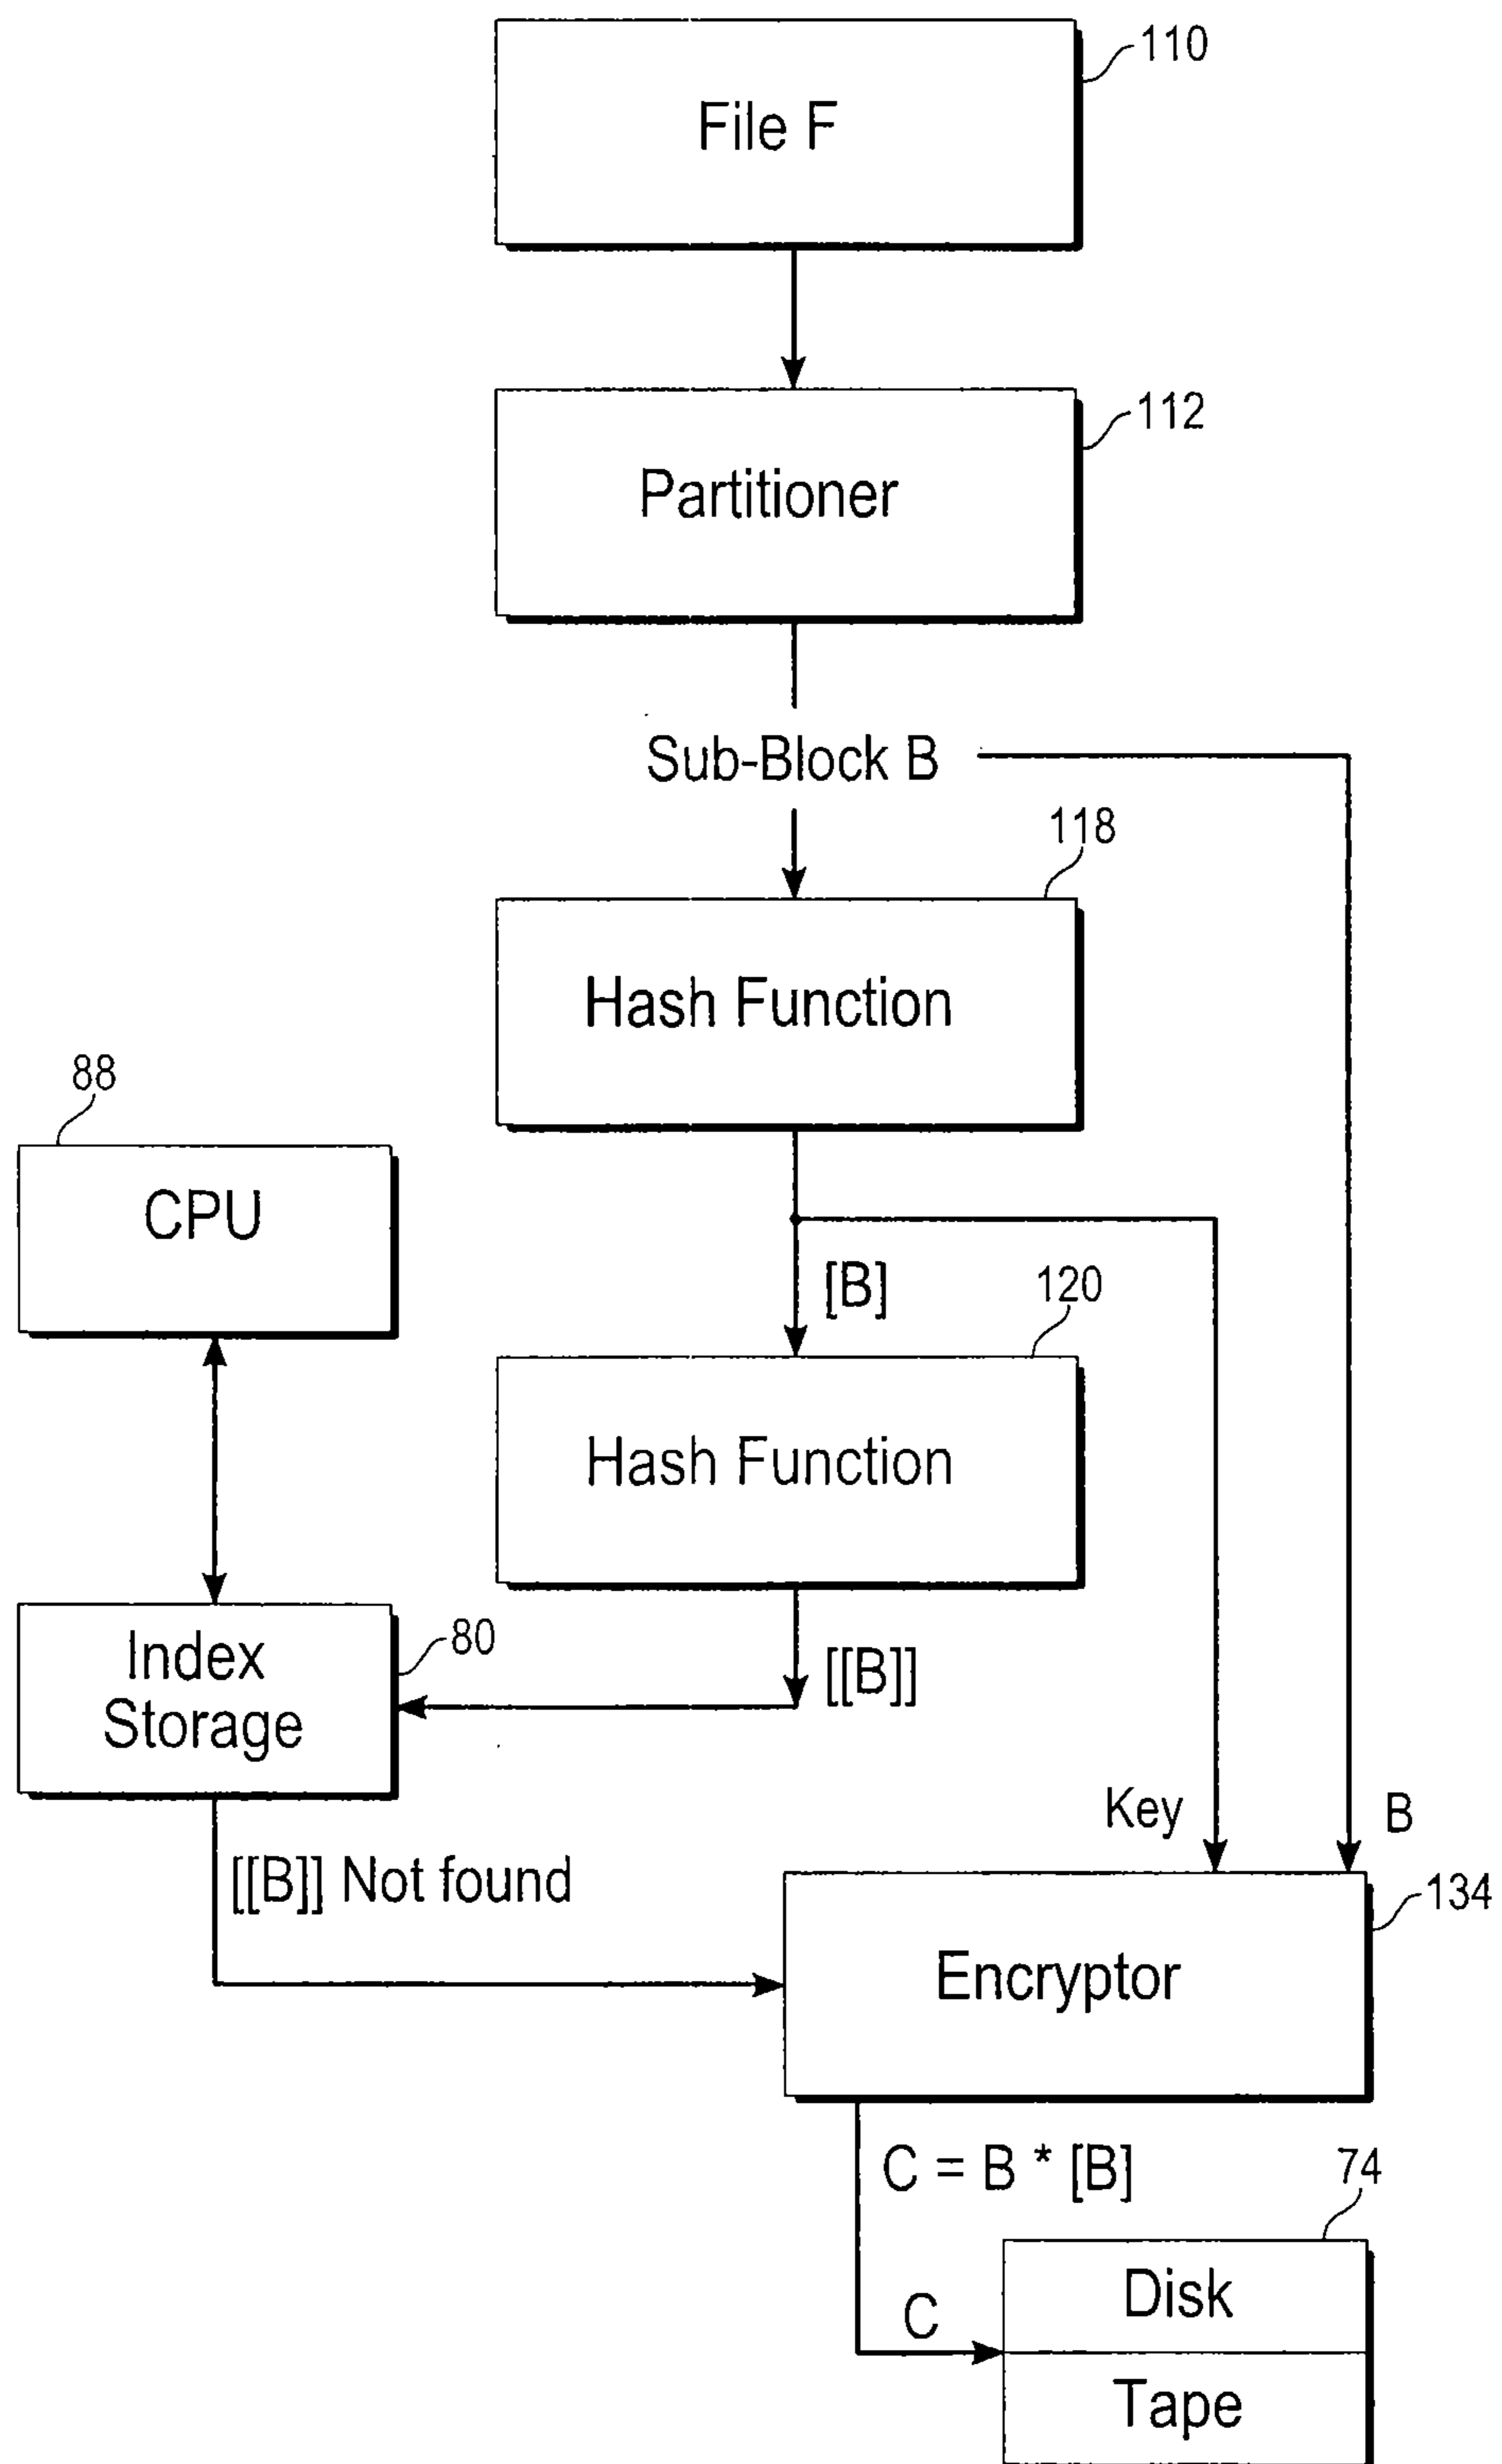 110
File F
112
Partitioner
Sub-Block B
118
Hash Function
88
CPU
[B]
120
Hash Function
Index
Storage
80
[[B]]
Key
B
[[B]] Not found
134
Encryptor
C = B * [B]
74
Disk
C
Tape